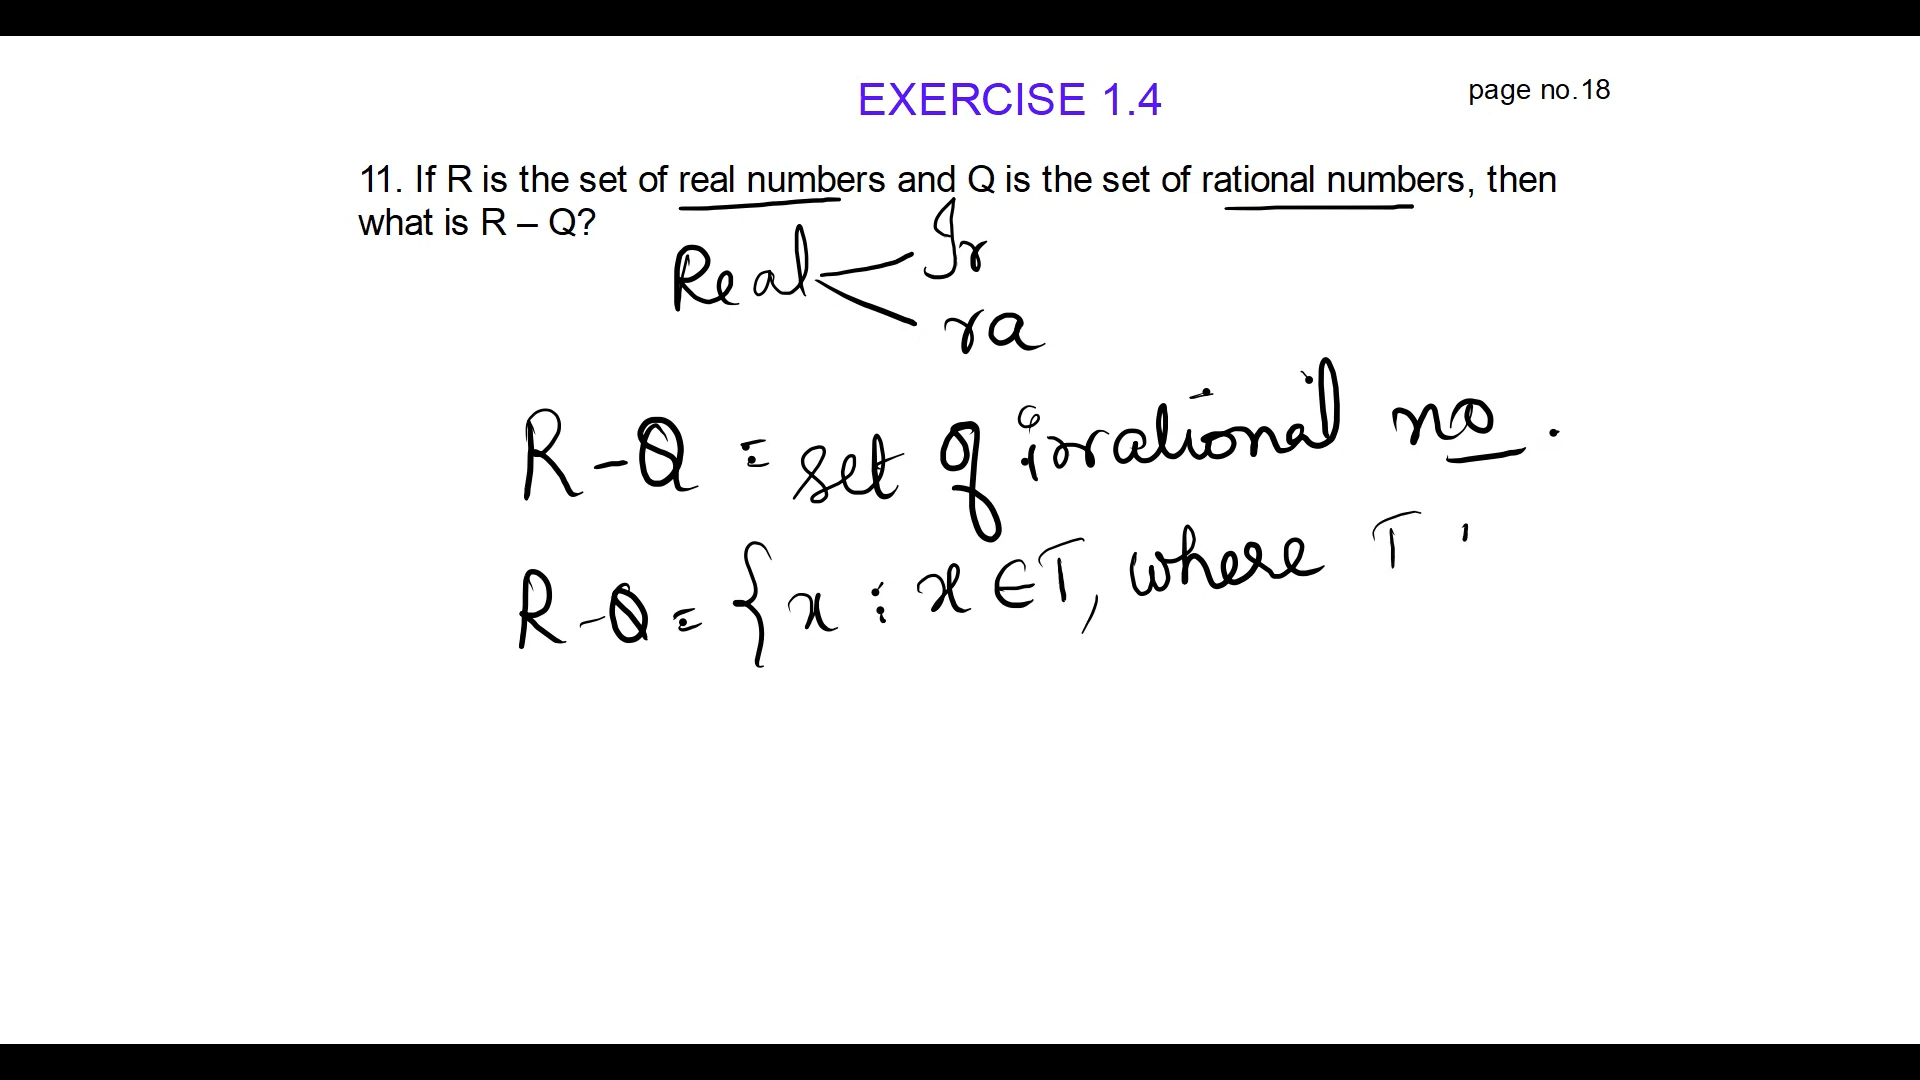 EXERCISE 1.4
page no.18
11. If R is the set of real numbers and Q is the set of rational numbers, then
what is R – Q?
Real Ir
ra
R-Q = set of irrational no.
R-Q = { x : x ∈ T, where T '